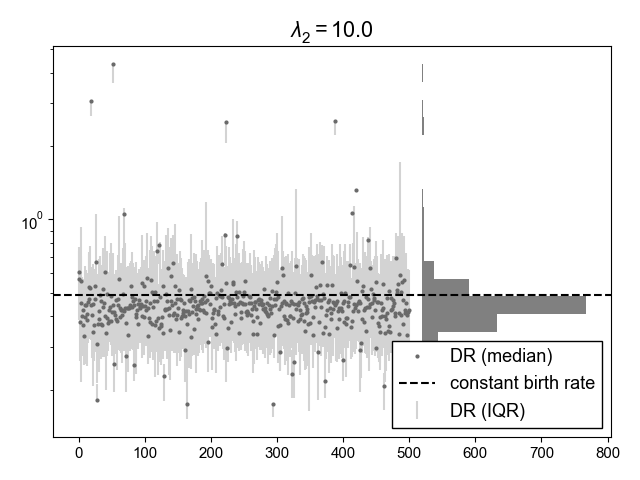 λ₂ = 10.0
10⁰
DR (median)
constant birth rate
DR (IQR)
0 100 200 300 400 500 600 700 800